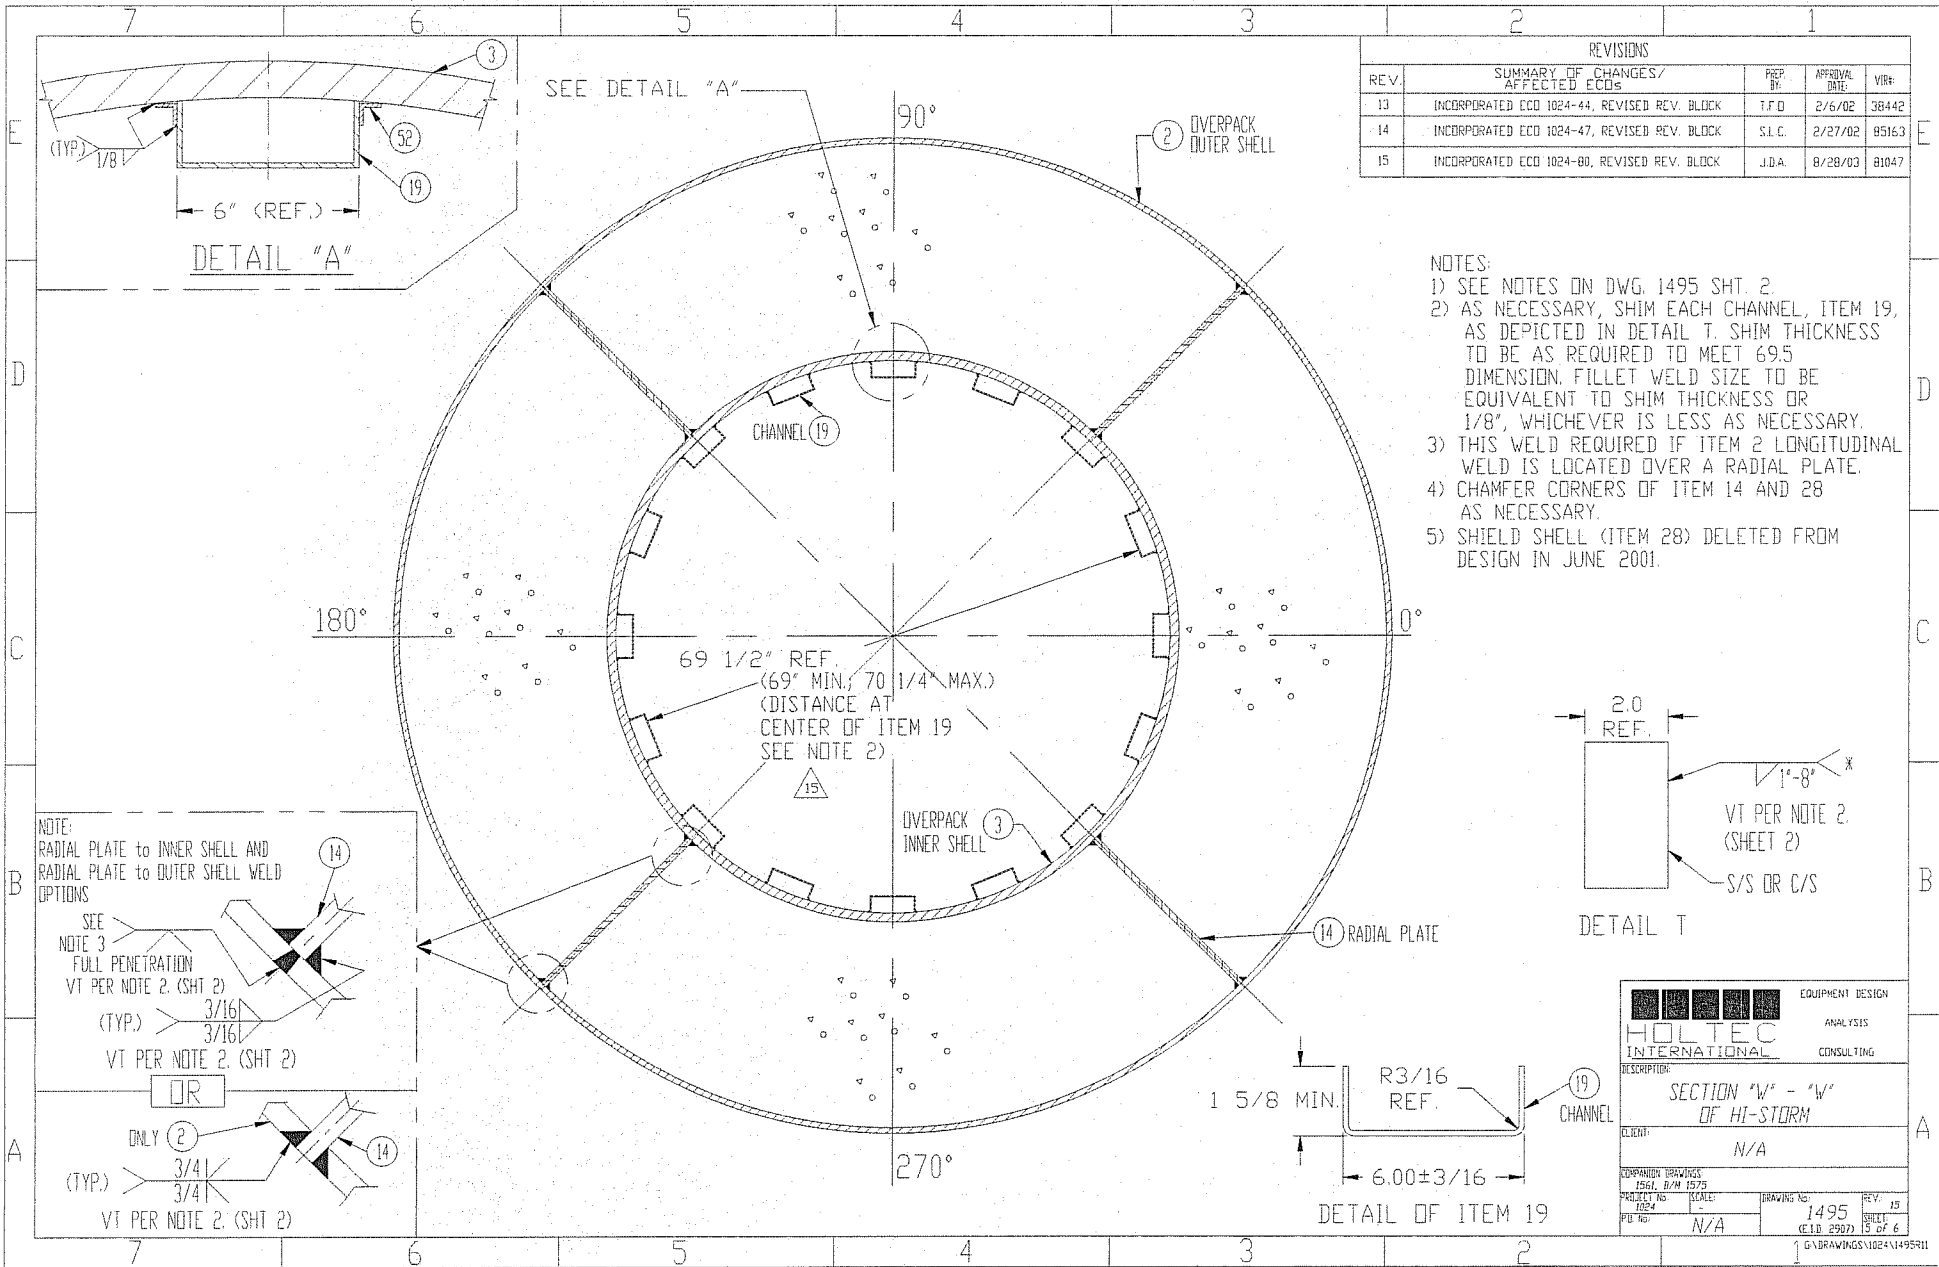 7 6 5 4 3 2 1
E
D
C
B
A
3
(TYP.)
1/8
52
19
6" (REF.)
DETAIL "A"
SEE DETAIL "A"
90°
2
OVERPACK
OUTER SHELL
REVISIONS
REV. SUMMARY OF CHANGES/ AFFECTED ECOs PREP. BY: APPROVAL DATE: VIR#:
13 INCORPORATED ECO 1024-44, REVISED REV. BLOCK T.F.O 2/6/02 38442
14 INCORPORATED ECO 1024-47, REVISED REV. BLOCK S.L.C. 2/27/02 85163
15 INCORPORATED ECO 1024-80, REVISED REV. BLOCK J.D.A. 8/28/03 81047
E
D
C
B
A
NOTES:
1) SEE NOTES ON DWG. 1495 SHT. 2.
2) AS NECESSARY, SHIM EACH CHANNEL, ITEM 19,
AS DEPICTED IN DETAIL T. SHIM THICKNESS
TO BE AS REQUIRED TO MEET 69.5
DIMENSION. FILLET WELD SIZE TO BE
EQUIVALENT TO SHIM THICKNESS OR
1/8", WHICHEVER IS LESS AS NECESSARY.
3) THIS WELD REQUIRED IF ITEM 2 LONGITUDINAL
WELD IS LOCATED OVER A RADIAL PLATE.
4) CHAMFER CORNERS OF ITEM 14 AND 28
AS NECESSARY.
5) SHIELD SHELL (ITEM 28) DELETED FROM
DESIGN IN JUNE 2001.
CHANNEL 19
180°
0°
69 1/2" REF.
(69" MIN., 70 1/4" MAX.)
(DISTANCE AT
CENTER OF ITEM 19
SEE NOTE 2)
15
OVERPACK
INNER SHELL
3
14 RADIAL PLATE
270°
2.0
REF.
1"-8" *
VT PER NOTE 2.
(SHEET 2)
S/S OR C/S
DETAIL T
NOTE:
RADIAL PLATE to INNER SHELL AND
RADIAL PLATE to OUTER SHELL WELD
OPTIONS
14
SEE
NOTE 3
FULL PENETRATION
VT PER NOTE 2. (SHT 2)
(TYP.)
3/16
3/16
VT PER NOTE 2. (SHT 2)
OR
ONLY 2
14
(TYP.)
3/4
3/4
VT PER NOTE 2. (SHT 2)
1 5/8 MIN.
R3/16
REF.
19
CHANNEL
6.00±3/16
DETAIL OF ITEM 19
HOLTEC
INTERNATIONAL
EQUIPMENT DESIGN
ANALYSIS
CONSULTING
DESCRIPTION:
SECTION "W" - "W"
OF HI-STORM
CLIENT:
N/A
COMPANION DRAWINGS:
1561, B/M 1575
PROJECT No. 1024 SCALE: - DRAWING No. 1495 REV. 15
P.O. No. N/A (E.I.D 2907) SHEET: 5 OF 6
G:\DRAWINGS\1024\1495R11
7 6 5 4 3 2 1